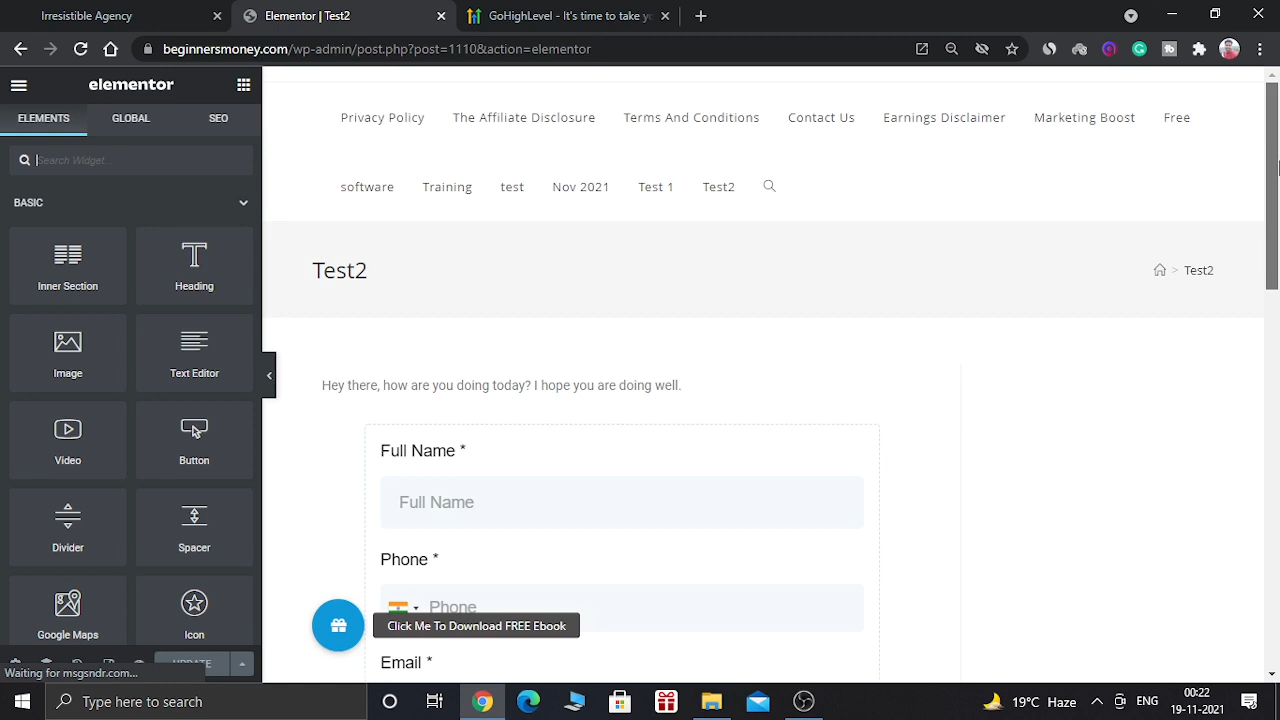 Irresistible Agency
Elementor | Test2
GoHighLevel - It's time to take yo
beginnersmoney.com/wp-admin/post.php?post=1110&action=elementor
elementor
ELEMENTS
GLOBAL
SEO
Search Widget...
BASIC
Inner Section
Heading
Image
Text Editor
Video
Button
Divider
Spacer
Google Maps
Icon
UPDATE
Waiting for msgsndr.com...
Privacy Policy
The Affiliate Disclosure
Terms And Conditions
Contact Us
Earnings Disclaimer
Marketing Boost
Free
software
Training
test
Nov 2021
Test 1
Test2
Test2
> Test2
Hey there, how are you doing today? I hope you are doing well.
Full Name *
Full Name
Phone *
Phone
Click Me To Download FREE Ebook
Email *
Type here to search
19°C Haze
ENG
00:22
19-11-2021